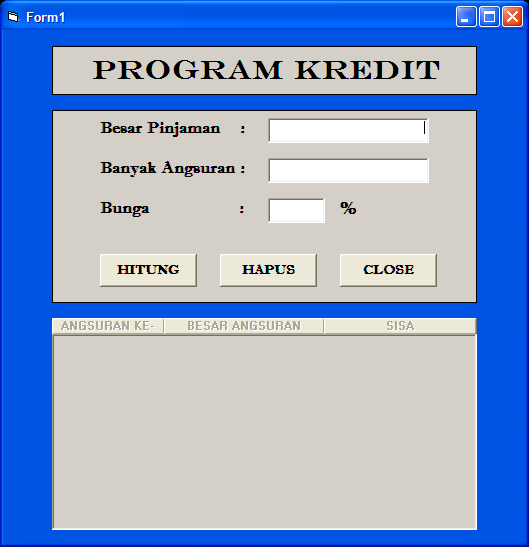 Form1
PROGRAM KREDIT
Besar Pinjaman :
Banyak Angsuran :
Bunga : %
HITUNG HAPUS CLOSE
ANGSURAN KE- BESAR ANGSURAN SISA